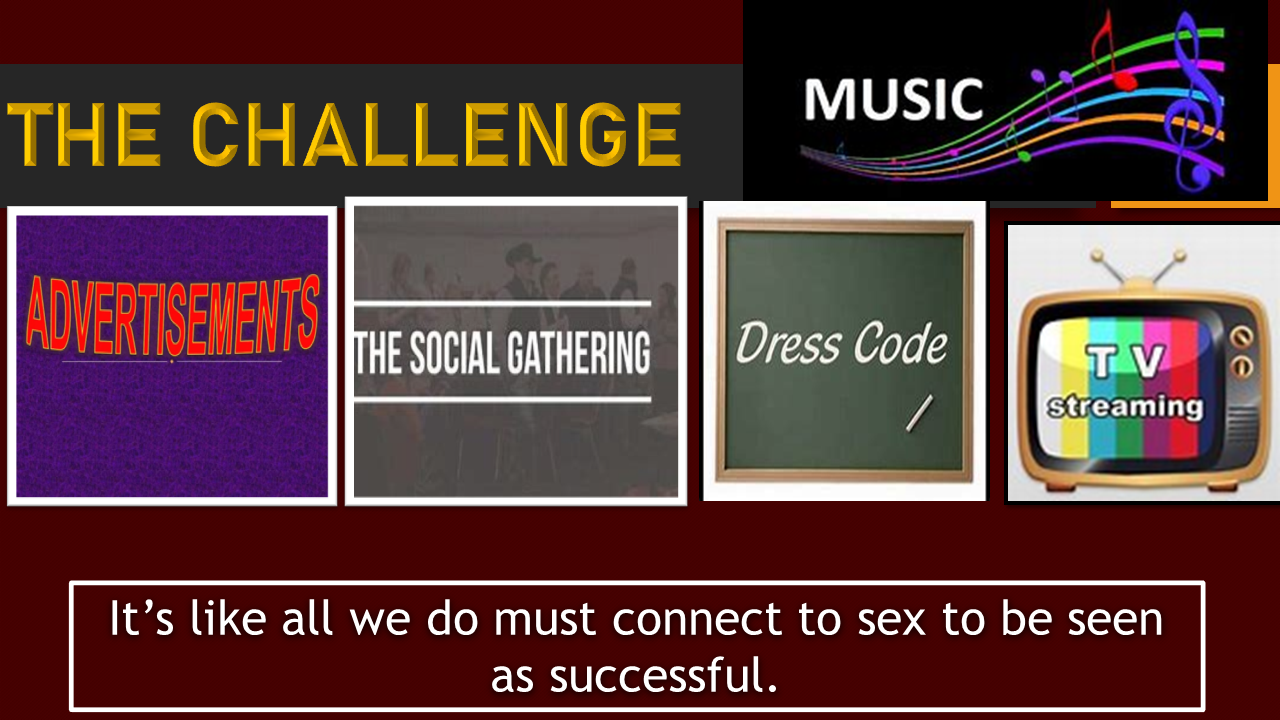 THE CHALLENGE
MUSIC
ADVERTISEMENTS
THE SOCIAL GATHERING
Dress Code
TV
streaming
It’s like all we do must connect to sex to be seen
as successful.